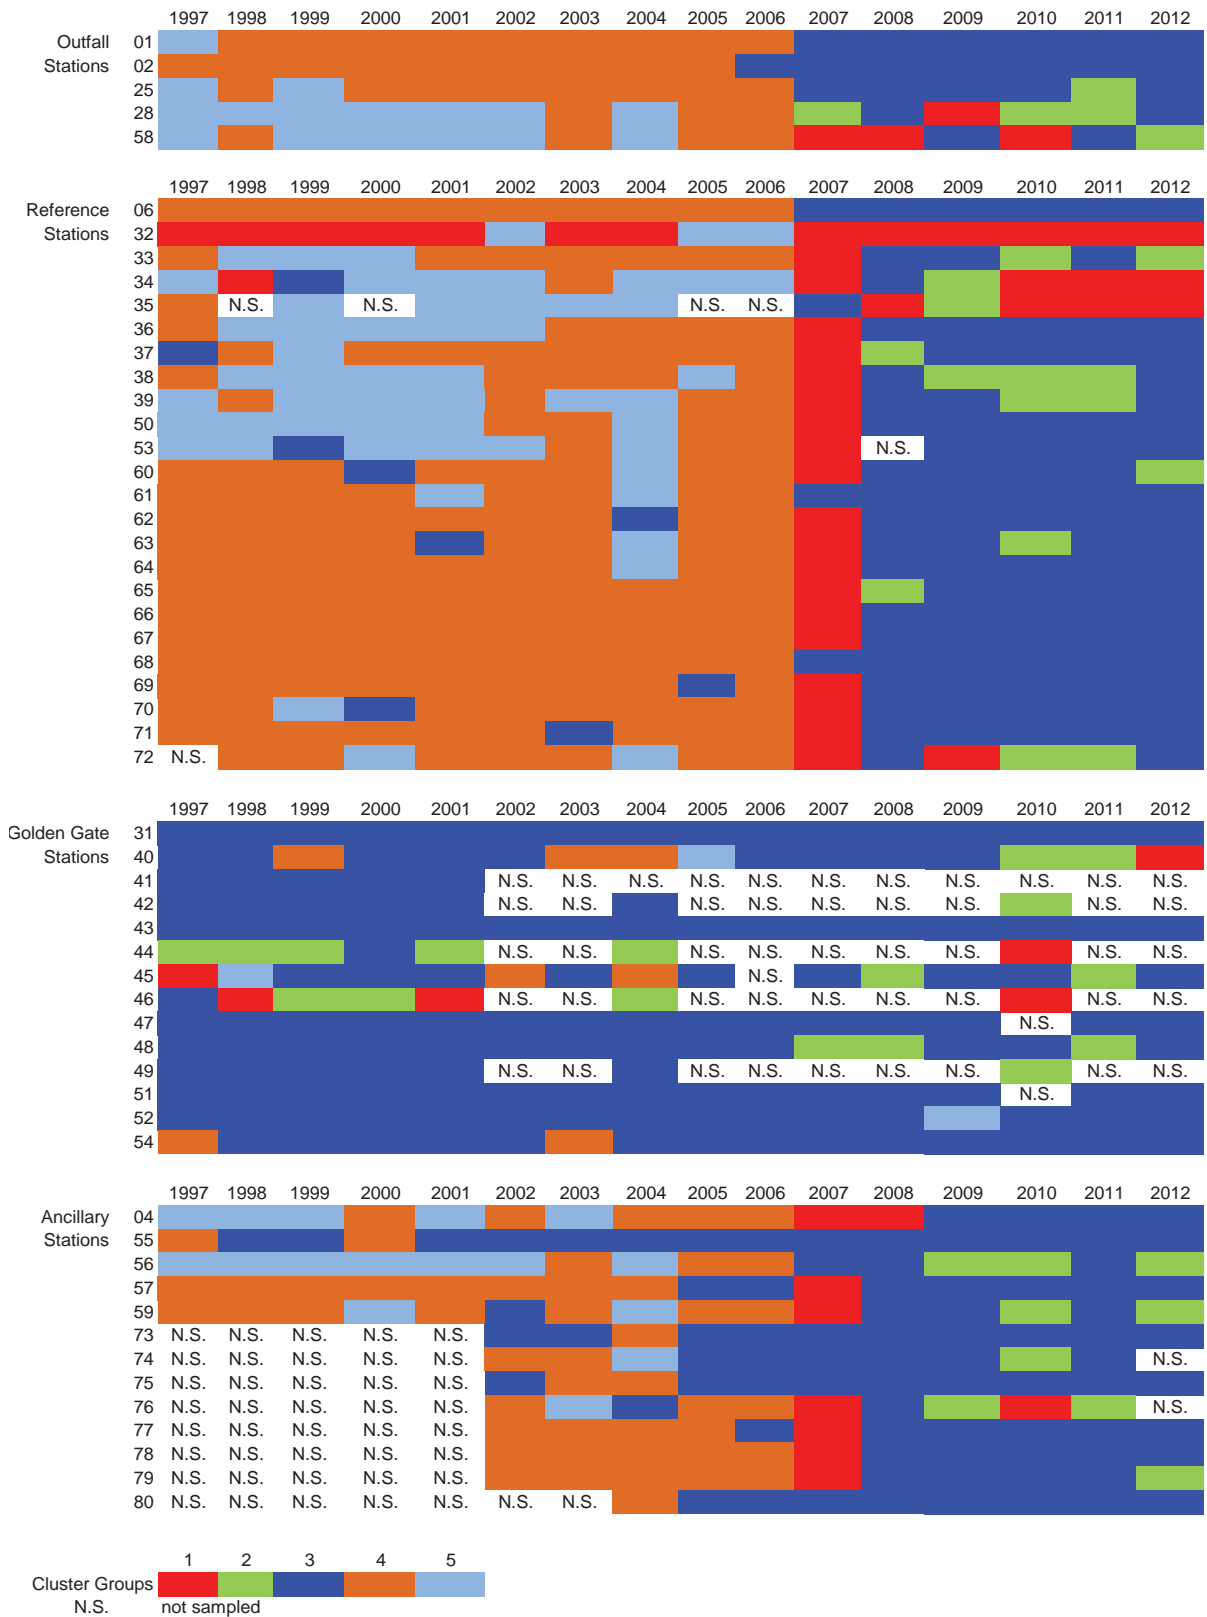 1997 1998 1999 2000 2001 2002 2003 2004 2005 2006 2007 2008 2009 2010 2011 2012
Outfall 01
Stations 02
25
28
58
1997 1998 1999 2000 2001 2002 2003 2004 2005 2006 2007 2008 2009 2010 2011 2012
Reference 06
Stations 32
33
34
35 N.S. N.S. N.S. N.S.
36
37
38
39
50
53 N.S.
60
61
62
63
64
65
66
67
68
69
70
71
72 N.S.
1997 1998 1999 2000 2001 2002 2003 2004 2005 2006 2007 2008 2009 2010 2011 2012
Golden Gate 31
Stations 40
41 N.S. N.S. N.S. N.S. N.S. N.S. N.S. N.S. N.S. N.S. N.S.
42 N.S. N.S. N.S. N.S. N.S. N.S. N.S. N.S. N.S.
43
44 N.S. N.S. N.S. N.S. N.S. N.S. N.S. N.S. N.S.
45 N.S.
46 N.S. N.S. N.S. N.S. N.S. N.S. N.S. N.S. N.S.
47 N.S.
48
49 N.S. N.S. N.S. N.S. N.S. N.S. N.S. N.S. N.S.
51 N.S.
52
54
1997 1998 1999 2000 2001 2002 2003 2004 2005 2006 2007 2008 2009 2010 2011 2012
Ancillary 04
Stations 55
56
57
59
73 N.S. N.S. N.S. N.S. N.S.
74 N.S. N.S. N.S. N.S. N.S. N.S.
75 N.S. N.S. N.S. N.S. N.S.
76 N.S. N.S. N.S. N.S. N.S. N.S.
77 N.S. N.S. N.S. N.S. N.S.
78 N.S. N.S. N.S. N.S. N.S.
79 N.S. N.S. N.S. N.S. N.S.
80 N.S. N.S. N.S. N.S. N.S. N.S. N.S.
1 2 3 4 5
Cluster Groups
N.S. not sampled